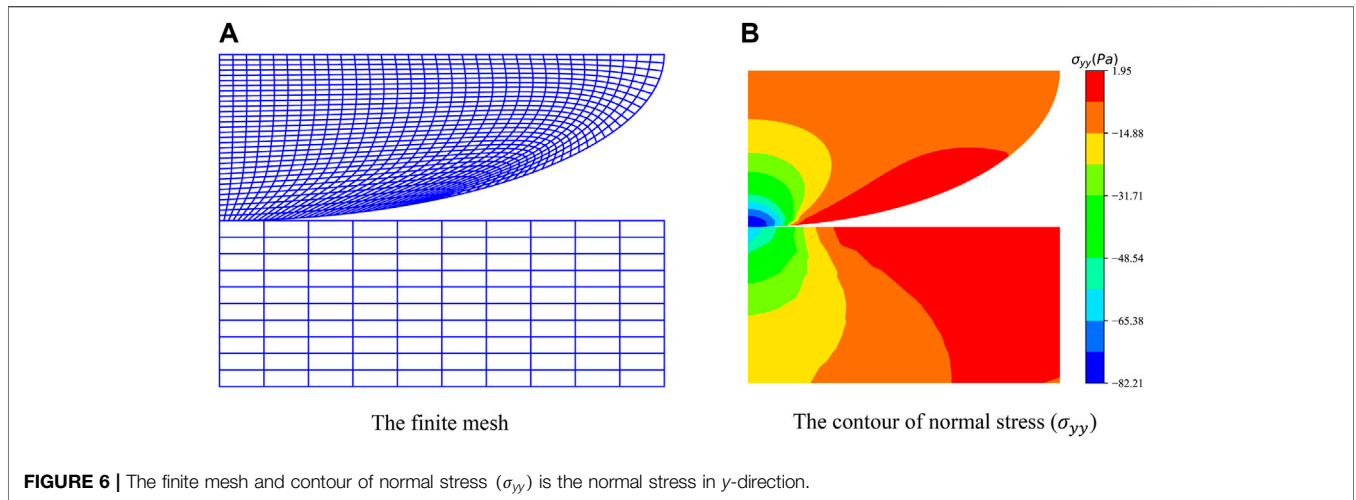 A
B
σyy(Pa)
1.95
−14.88
−31.71
−48.54
−65.38
−82.21
The finite mesh
The contour of normal stress (σyy)
FIGURE 6 | The finite mesh and contour of normal stress (σyy) is the normal stress in y-direction.